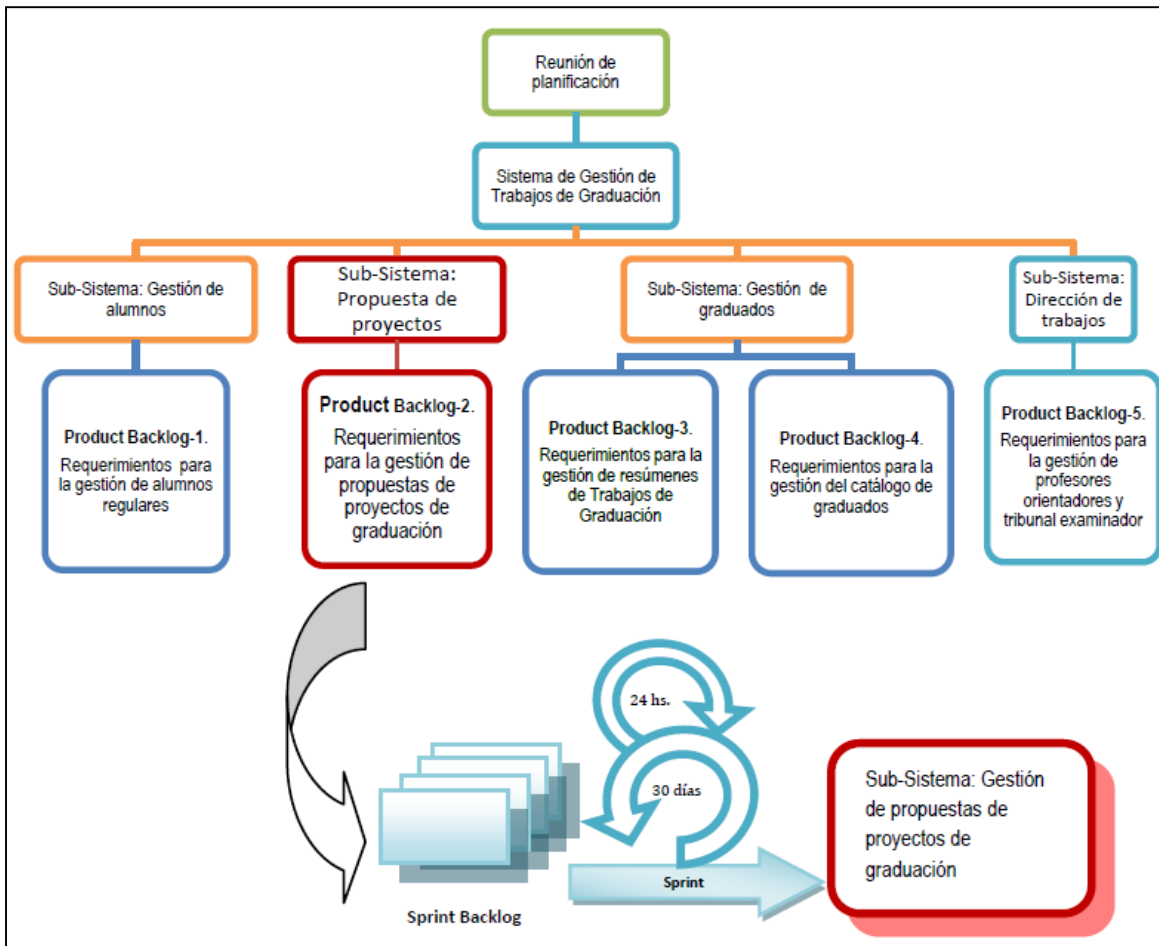 Reunión de
planificación
Sistema de Gestión de
Trabajos de Graduación
Sub-Sistema: Gestión de
alumnos
Sub-Sistema:
Propuesta de
proyectos
Sub-Sistema: Gestión de
graduados
Sub-Sistema:
Dirección de
trabajos
Product Backlog-1.
Requerimientos para
la gestión de alumnos
regulares
Product Backlog-2.
Requerimientos
para la gestión de
propuestas de
proyectos de
graduación
Product Backlog-3.
Requerimientos para la
gestión de resúmenes
de Trabajos de
Graduación
Product Backlog-4.
Requerimientos para la
gestión del catálogo de
graduados
Product Backlog-5.
Requerimientos para
la gestión de
profesores
orientadores y
tribunal examinador
24 hs.
30 días
Sprint
Sprint Backlog
Sub-Sistema: Gestión
de propuestas de
proyectos de
graduación